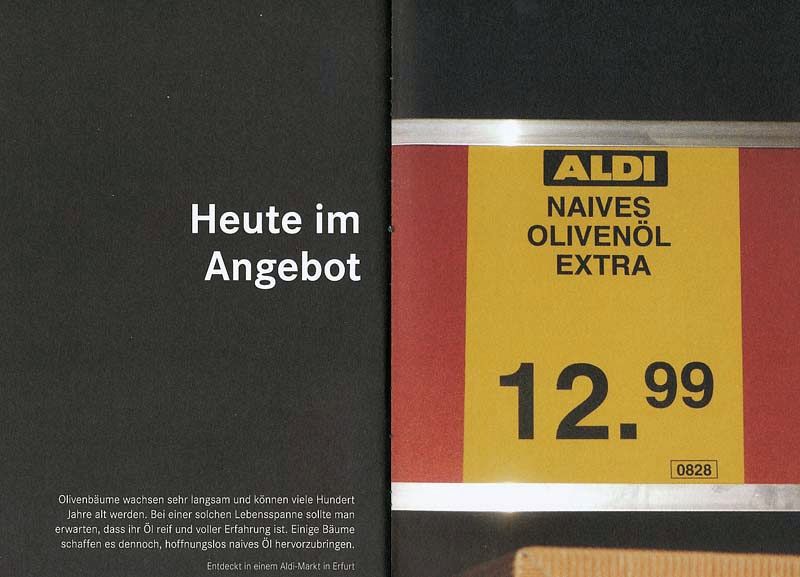 Heute im
Angebot
Olivenbäume wachsen sehr langsam und können viele Hundert
Jahre alt werden. Bei einer solchen Lebensspanne sollte man
erwarten, dass ihr Öl reif und voller Erfahrung ist. Einige Bäume
schaffen es dennoch, hoffnungslos naives Öl hervorzubringen.
Entdeckt in einem Aldi-Markt in Erfurt
ALDI
NAIVES
OLIVENÖL
EXTRA
12.99
0828